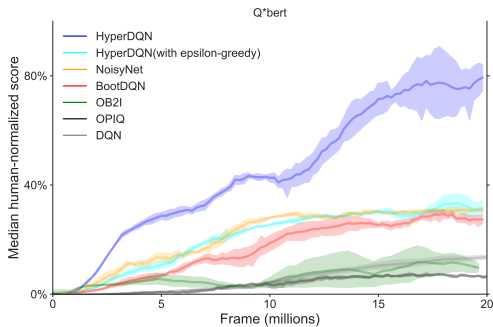 Q*bert
HyperDQN
HyperDQN(with epsilon-greedy)
NoisyNet
BootDQN
OB2I
OPIQ
DQN
Median human-normalized score
80%
40%
0%
0
5
10
15
20
Frame (millions)